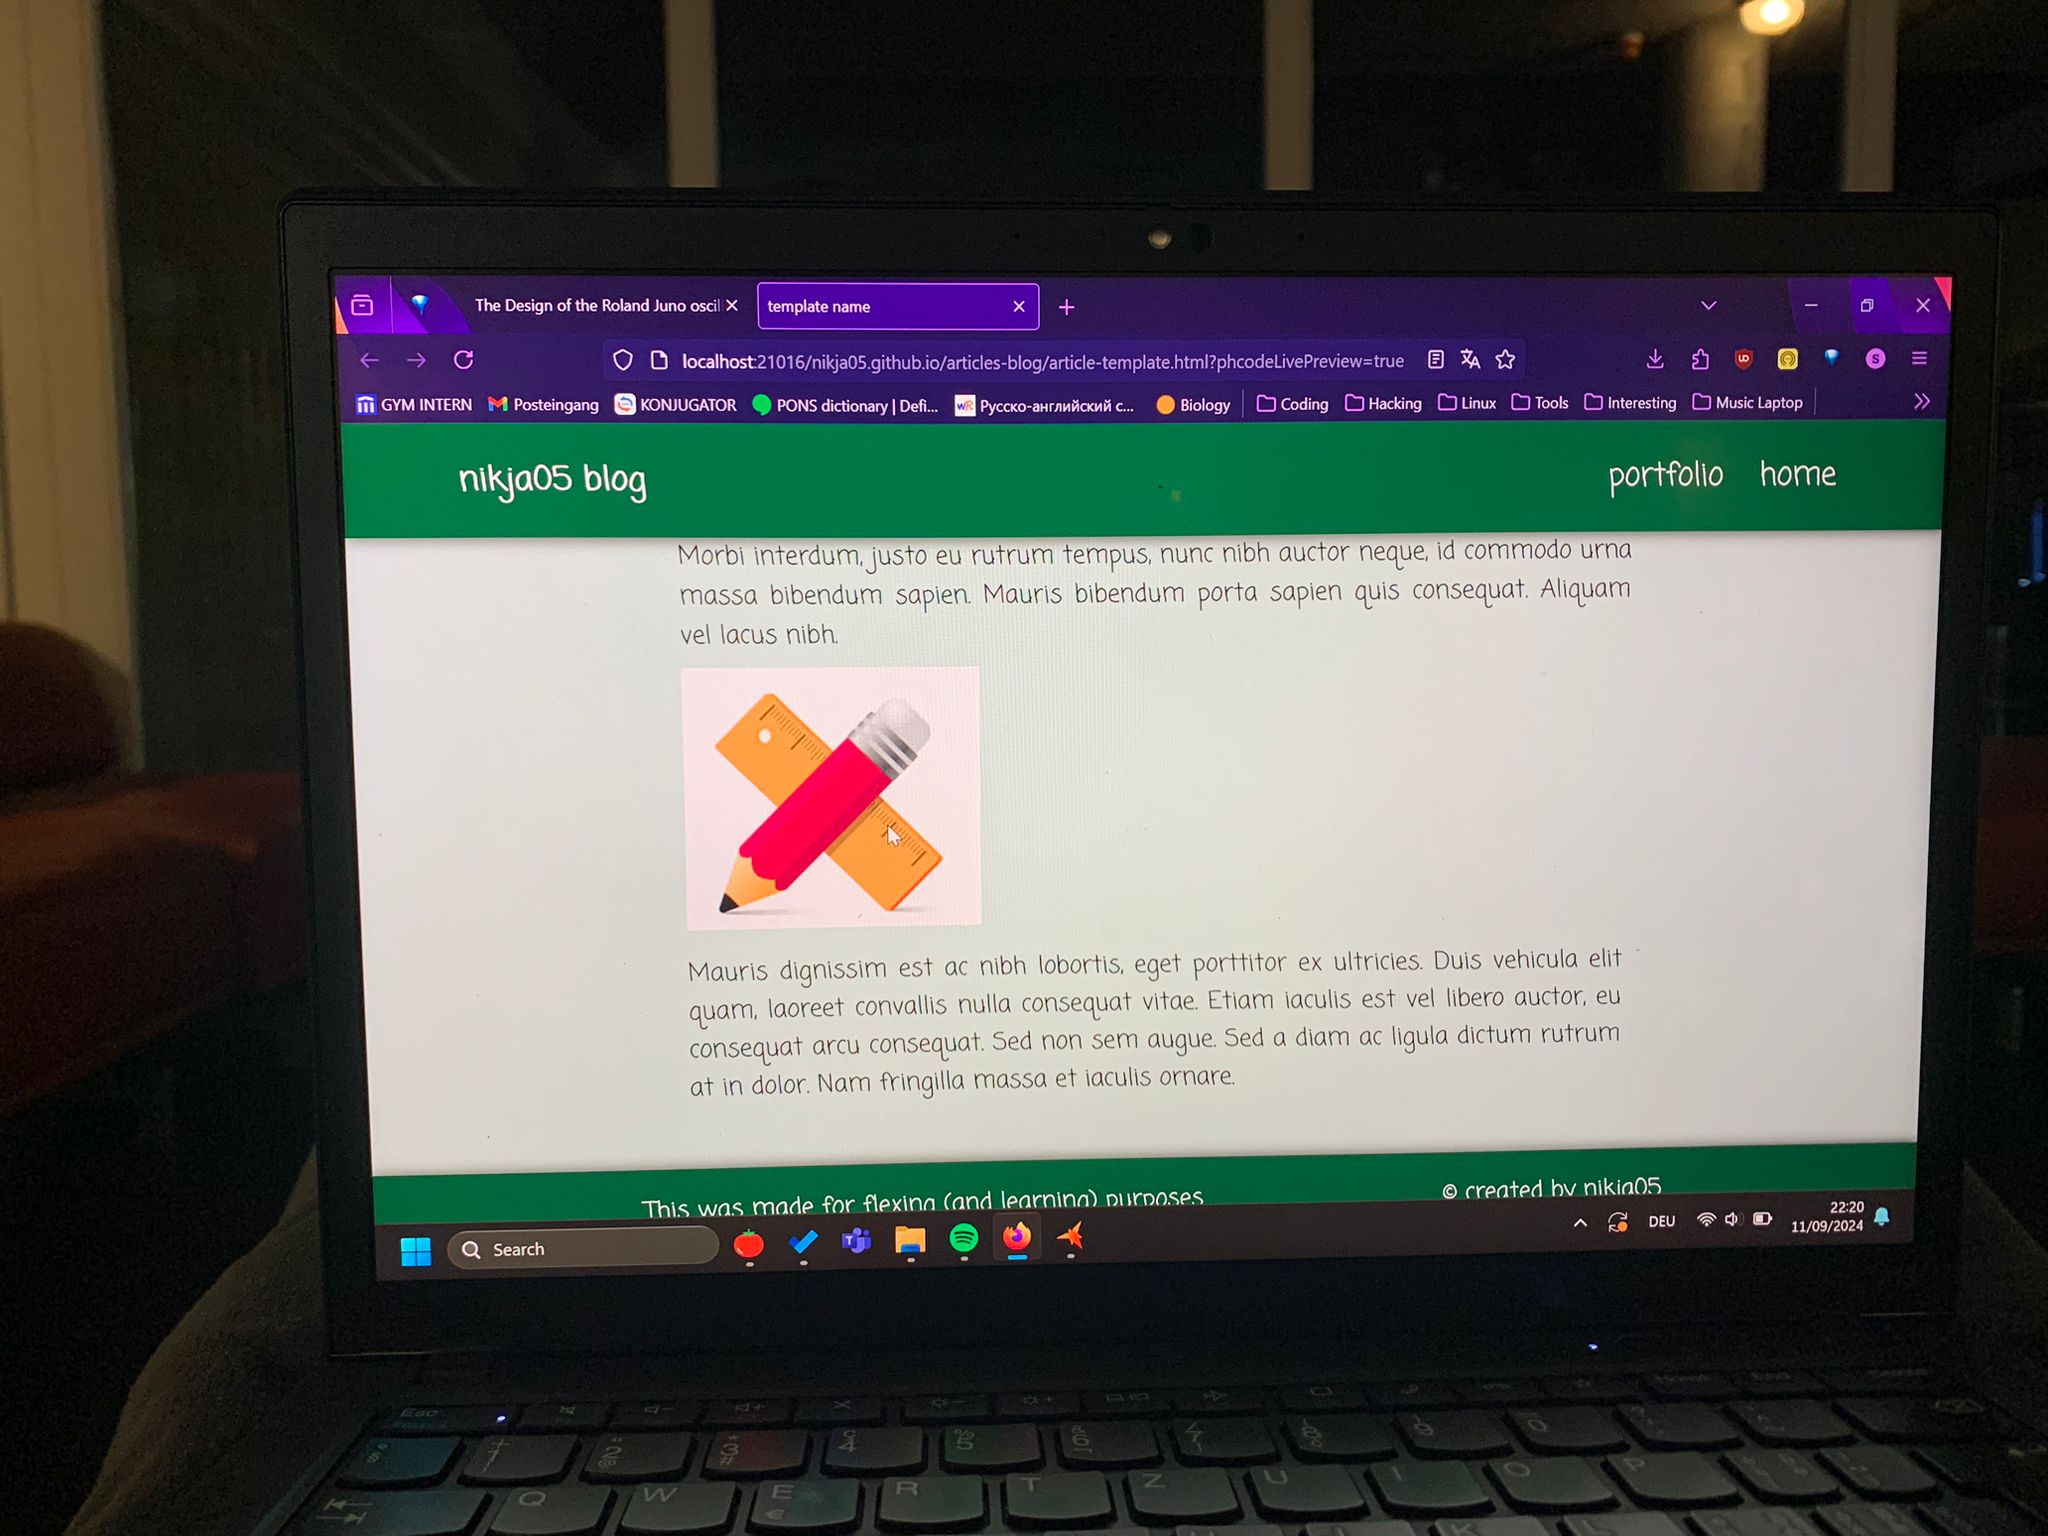 The Design of the Roland Juno oscil
template name
localhost:21016/nikja05.github.io/articles-blog/article-template.html?phcodeLivePreview=true
GYM INTERN Posteingang KONJUGATOR PONS dictionary | Defi... Русско-английский с... Biology Coding Hacking Linux Tools Interesting Music Laptop
nikja05 blog portfolio home
Morbi interdum, justo eu rutrum tempus, nunc nibh auctor neque, id commodo urna
massa bibendum sapien. Mauris bibendum porta sapien quis consequat. Aliquam
vel lacus nibh.
Mauris dignissim est ac nibh lobortis, eget porttitor ex ultricies. Duis vehicula elit
quam, laoreet convallis nulla consequat vitae. Etiam iaculis est vel libero auctor, eu
consequat arcu consequat. Sed non sem augue. Sed a diam ac ligula dictum rutrum
at in dolor. Nam fringilla massa et iaculis ornare.
This was made for flexing (and learning) purposes
© created by nikja05
Search
DEU
22:20
11/09/2024
Esc
Q W E R T Z U I O P